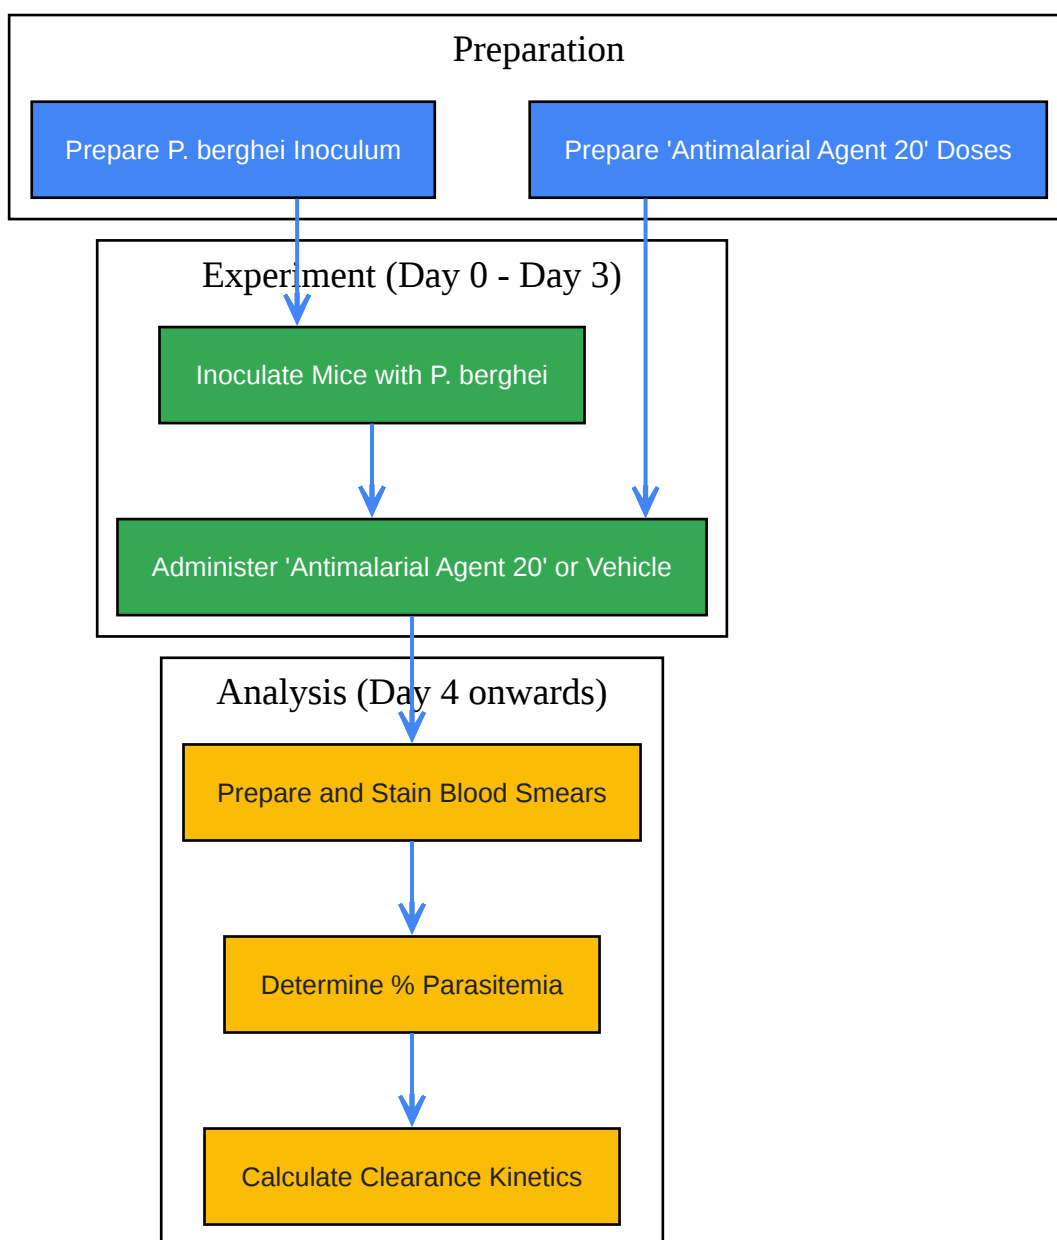 Preparation
Prepare P. berghei Inoculum
Prepare 'Antimalarial Agent 20' Doses
Experiment (Day 0 - Day 3)
Inoculate Mice with P. berghei
Administer 'Antimalarial Agent 20' or Vehicle
Analysis (Day 4 onwards)
Prepare and Stain Blood Smears
Determine % Parasitemia
Calculate Clearance Kinetics